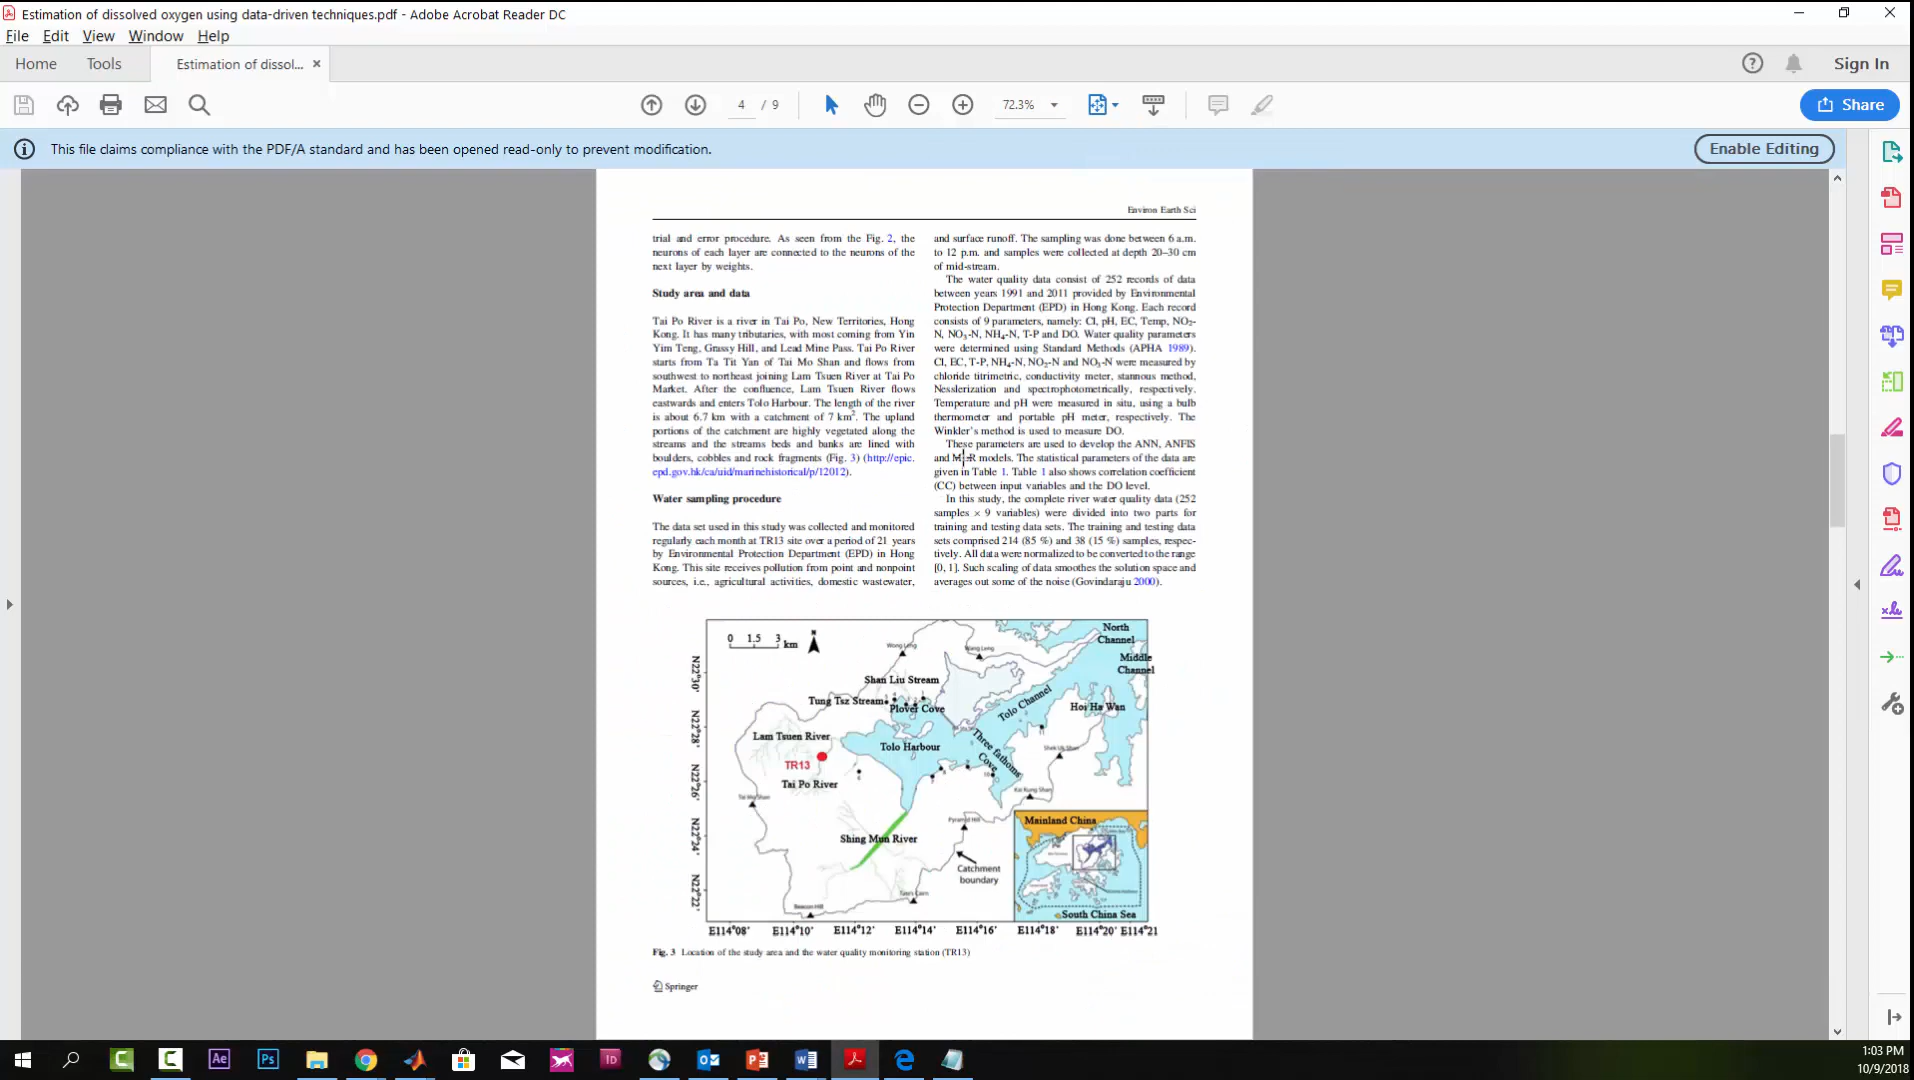 Estimation of dissolved oxygen using data-driven techniques.pdf - Adobe Acrobat Reader DC
File Edit View Window Help
Home Tools Estimation of dissol... × Sign In
4 / 9 72.3% Share
This file claims compliance with the PDF/A standard and has been opened read-only to prevent modification. Enable Editing
Environ Earth Sci
trial and error procedure. As seen from the Fig. 2, the
neurons of each layer are connected to the neurons of the
next layer by weights.
Study area and data
Tai Po River is a river in Tai Po, New Territories, Hong
Kong. It has many tributaries, with most coming from Yin
Yim Teng, Grassy Hill, and Lead Mine Pass. Tai Po River
starts from Ta Tit Yan of Tai Mo Shan and flows from
southwest to northeast joining Lam Tsuen River at Tai Po
Market. After the confluence, Lam Tsuen River flows
eastwards and enters Tolo Harbour. The length of the river
is about 6.7 km with a catchment of 7 km². The upland
portions of the catchment are highly vegetated along the
streams and the streams beds and banks are lined with
boulders, cobbles and rock fragments (Fig. 3) (http://epic.
epd.gov.hk/ca/uid/marinehistorical/p/12012).
Water sampling procedure
The data set used in this study was collected and monitored
regularly each month at TR13 site over a period of 21 years
by Environmental Protection Department (EPD) in Hong
Kong. This site receives pollution from point and nonpoint
sources, i.e., agricultural activities, domestic wastewater,
and surface runoff. The sampling was done between 6 a.m.
to 12 p.m. and samples were collected at depth 20–30 cm
of mid-stream.
The water quality data consist of 252 records of data
between years 1991 and 2011 provided by Environmental
Protection Department (EPD) in Hong Kong. Each record
consists of 9 parameters, namely: Cl, pH, EC, Temp, NO₂-
N, NO₃-N, NH₄-N, T-P and DO. Water quality parameters
were determined using Standard Methods (APHA 1989).
Cl, EC, T-P, NH₄-N, NO₂-N and NO₃-N were measured by
chloride titrimetric, conductivity meter, stannous method,
Nesslerization and spectrophotometrically, respectively.
Temperature and pH were measured in situ, using a bulb
thermometer and portable pH meter, respectively. The
Winkler's method is used to measure DO.
These parameters are used to develop the ANN, ANFIS
and models. The statistical parameters of the data are
given in Table 1. Table 1 also shows correlation coefficient
(CC) between input variables and the DO level.
In this study, the complete river water quality data (252
samples × 9 variables) were divided into two parts for
training and testing data sets. The training and testing data
sets comprised 214 (85 %) and 38 (15 %) samples, respec-
tively. All data were normalized to be converted to the range
[0, 1]. Such scaling of data smoothes the solution space and
averages out some of the noise (Govindaraju 2000).
0 1.5 3 km
N
North
Channel
Middle
Channel
Wong Leng
Shan Liu Stream
Tung Tsz Stream
Plover Cove
Tolo Channel
Hoi Ha Wan
Lam Tsuen River
Tolo Harbour
Three fathoms
Cove
TR13
Tai Po River
Tai Mo Shan
Pyramid Hill
Shing Mun River
Catchment
boundary
Beacon Hill
Mainland China
South China Sea
N22°30'
N22°28'
N22°26'
N22°24'
N22°22'
E114°08' E114°10' E114°12' E114°14' E114°16' E114°18' E114°20' E114°21
Fig. 3 Location of the study area and the water quality monitoring station (TR13)
Springer
1:03 PM
10/9/2018